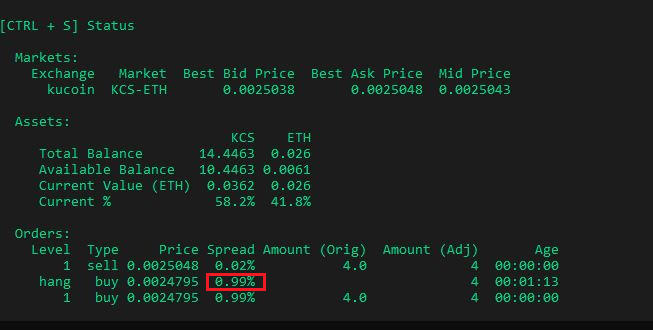 [CTRL + S] Status
Markets:
Exchange Market Best Bid Price Best Ask Price Mid Price
kucoin KCS-ETH 0.0025038 0.0025048 0.0025043
Assets:
KCS ETH
Total Balance 14.4463 0.026
Available Balance 10.4463 0.0061
Current Value (ETH) 0.0362 0.026
Current % 58.2% 41.8%
Orders:
Level Type Price Spread Amount (Orig) Amount (Adj) Age
1 sell 0.0025048 0.02% 4.0 4 00:00:00
hang buy 0.0024795 0.99% 4 00:01:13
1 buy 0.0024795 0.99% 4.0 4 00:00:00